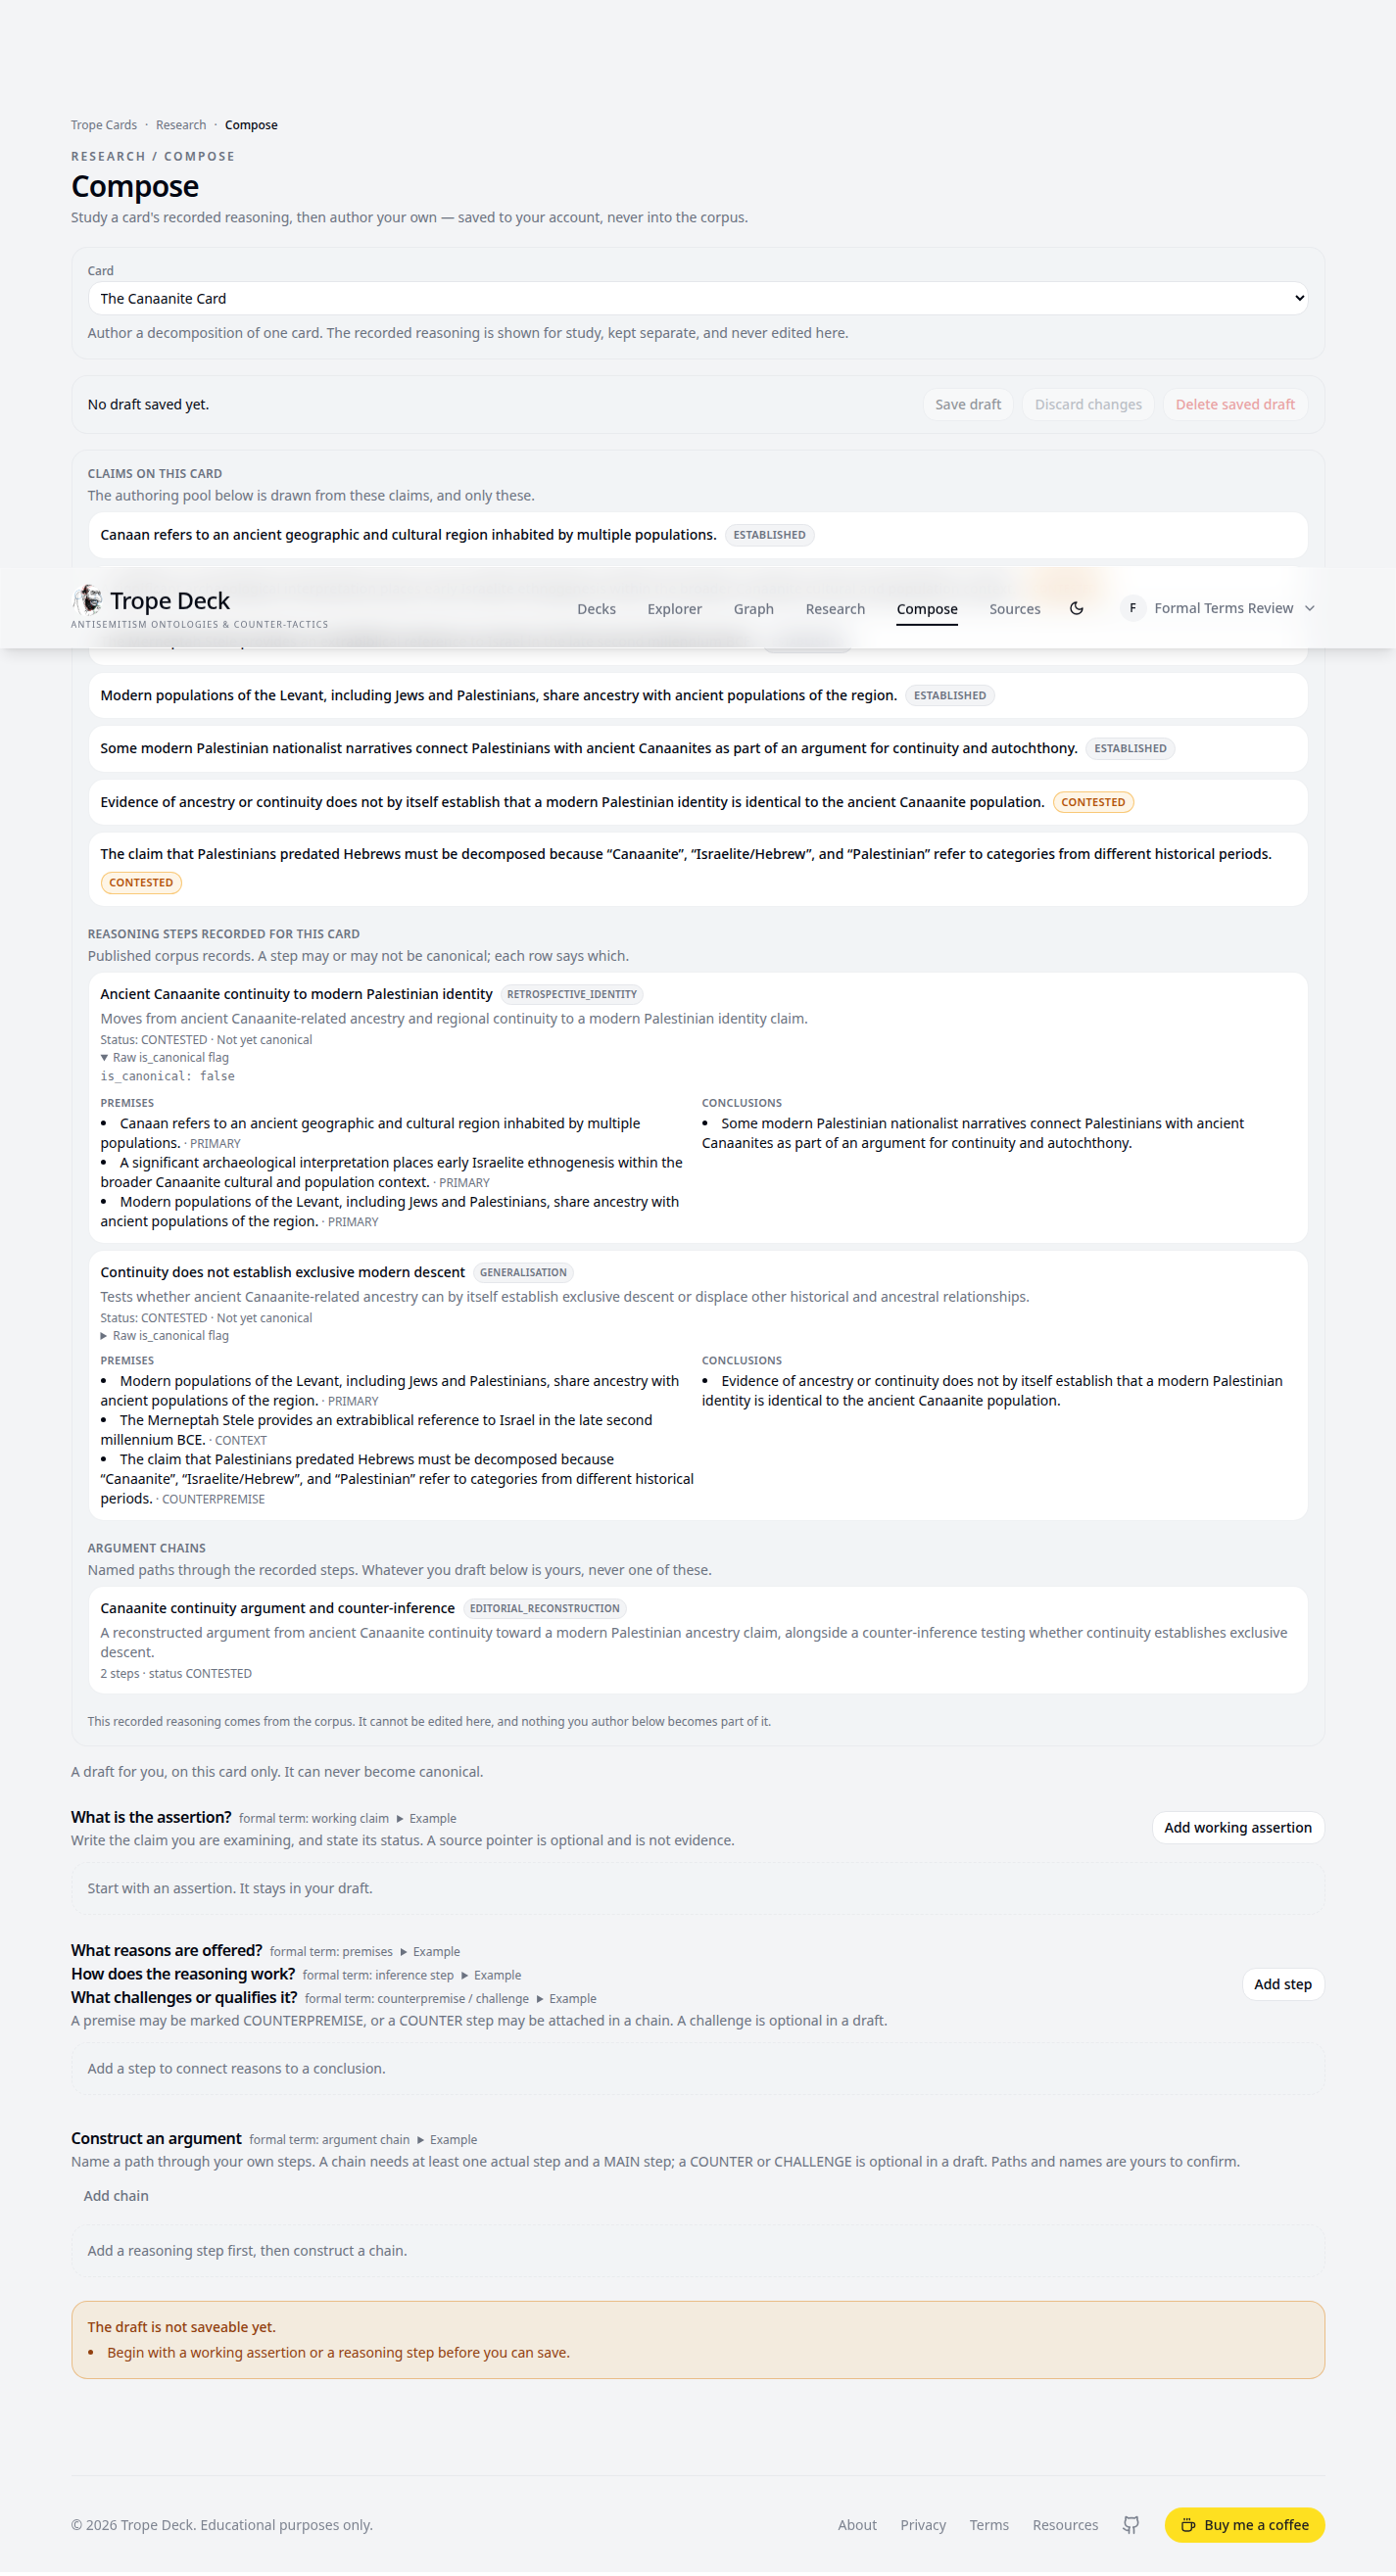 Trope Cards · Research · Compose
RESEARCH / COMPOSE
Compose
Study a card's recorded reasoning, then author your own — saved to your account, never into the corpus.
Card
The Canaanite Card
Author a decomposition of one card. The recorded reasoning is shown for study, kept separate, and never edited here.
No draft saved yet.
Save draft
Discard changes
Delete saved draft
CLAIMS ON THIS CARD
The authoring pool below is drawn from these claims, and only these.
Canaan refers to an ancient geographic and cultural region inhabited by multiple populations. ESTABLISHED
Trope Deck
ANTISEMITISM ONTOLOGIES & COUNTER-TACTICS
Decks
Explorer
Graph
Research
Compose
Sources
F
Formal Terms Review
Modern populations of the Levant, including Jews and Palestinians, share ancestry with ancient populations of the region. ESTABLISHED
Some modern Palestinian nationalist narratives connect Palestinians with ancient Canaanites as part of an argument for continuity and autochthony. ESTABLISHED
Evidence of ancestry or continuity does not by itself establish that a modern Palestinian identity is identical to the ancient Canaanite population. CONTESTED
The claim that Palestinians predated Hebrews must be decomposed because “Canaanite”, “Israelite/Hebrew”, and “Palestinian” refer to categories from different historical periods.
CONTESTED
REASONING STEPS RECORDED FOR THIS CARD
Published corpus records. A step may or may not be canonical; each row says which.
Ancient Canaanite continuity to modern Palestinian identity RETROSPECTIVE_IDENTITY
Moves from ancient Canaanite-related ancestry and regional continuity to a modern Palestinian identity claim.
Status: CONTESTED · Not yet canonical
▼ Raw is_canonical flag
is_canonical: false
PREMISES
• Canaan refers to an ancient geographic and cultural region inhabited by multiple
populations. · PRIMARY
• A significant archaeological interpretation places early Israelite ethnogenesis within the
broader Canaanite cultural and population context. · PRIMARY
• Modern populations of the Levant, including Jews and Palestinians, share ancestry with
ancient populations of the region. · PRIMARY
CONCLUSIONS
• Some modern Palestinian nationalist narratives connect Palestinians with ancient
Canaanites as part of an argument for continuity and autochthony.
Continuity does not establish exclusive modern descent GENERALISATION
Tests whether ancient Canaanite-related ancestry can by itself establish exclusive descent or displace other historical and ancestral relationships.
Status: CONTESTED · Not yet canonical
▶ Raw is_canonical flag
PREMISES
• Modern populations of the Levant, including Jews and Palestinians, share ancestry with
ancient populations of the region. · PRIMARY
• The Merneptah Stele provides an extrabiblical reference to Israel in the late second
millennium BCE. · CONTEXT
• The claim that Palestinians predated Hebrews must be decomposed because
“Canaanite”, “Israelite/Hebrew”, and “Palestinian” refer to categories from different historical
periods. · COUNTERPREMISE
CONCLUSIONS
• Evidence of ancestry or continuity does not by itself establish that a modern Palestinian
identity is identical to the ancient Canaanite population.
ARGUMENT CHAINS
Named paths through the recorded steps. Whatever you draft below is yours, never one of these.
Canaanite continuity argument and counter-inference EDITORIAL_RECONSTRUCTION
A reconstructed argument from ancient Canaanite continuity toward a modern Palestinian ancestry claim, alongside a counter-inference testing whether continuity establishes exclusive
descent.
2 steps · status CONTESTED
This recorded reasoning comes from the corpus. It cannot be edited here, and nothing you author below becomes part of it.
A draft for you, on this card only. It can never become canonical.
What is the assertion? formal term: working claim ▶ Example
Write the claim you are examining, and state its status. A source pointer is optional and is not evidence.
Add working assertion
Start with an assertion. It stays in your draft.
What reasons are offered? formal term: premises ▶ Example
How does the reasoning work? formal term: inference step ▶ Example
What challenges or qualifies it? formal term: counterpremise / challenge ▶ Example
A premise may be marked COUNTERPREMISE, or a COUNTER step may be attached in a chain. A challenge is optional in a draft.
Add step
Add a step to connect reasons to a conclusion.
Construct an argument formal term: argument chain ▶ Example
Name a path through your own steps. A chain needs at least one actual step and a MAIN step; a COUNTER or CHALLENGE is optional in a draft. Paths and names are yours to confirm.
Add chain
Add a reasoning step first, then construct a chain.
The draft is not saveable yet.
• Begin with a working assertion or a reasoning step before you can save.
© 2026 Trope Deck. Educational purposes only.
About
Privacy
Terms
Resources
Buy me a coffee